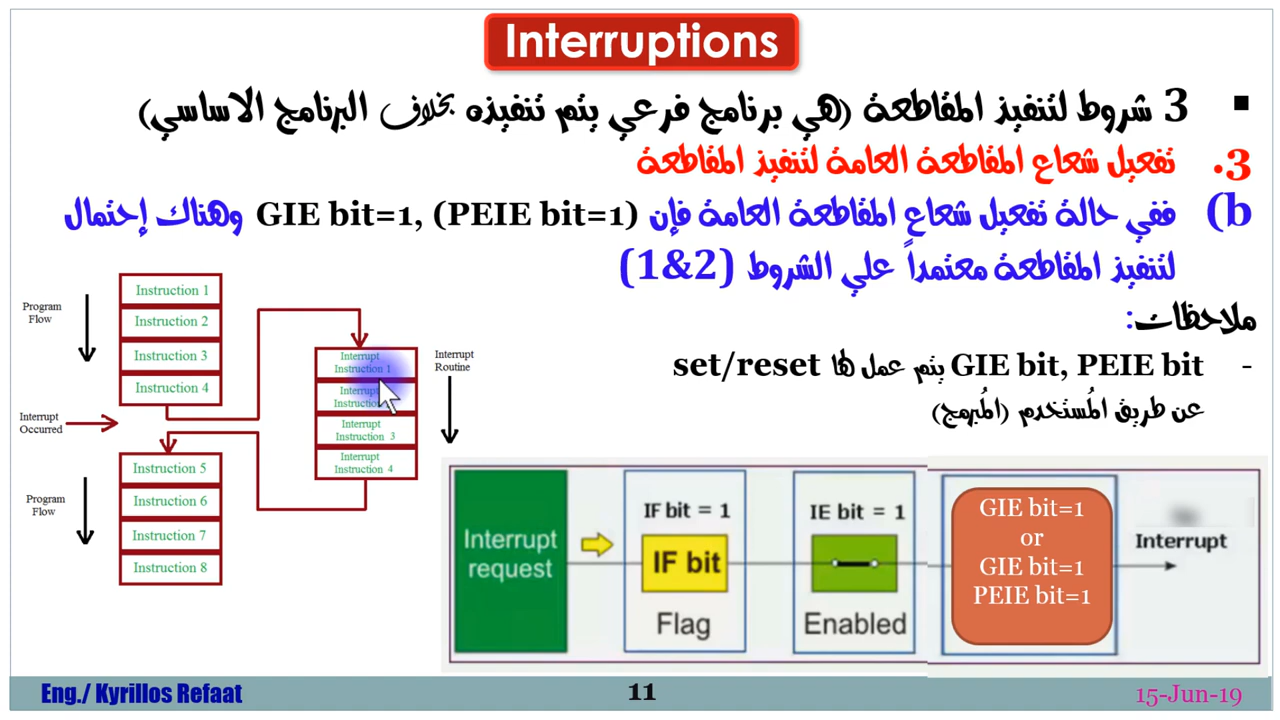 Interruptions
▪ 3 شروط لتنفيذ المقاطعة (هي برنامج فرعي يتم تنفيذه بخلاف البرنامج الاساسي)
3. تفعيل شعاع المقاطعة العامة لتنفيذ المقاطعة
b) ففي حالة تفعيل شعاع المقاطعة العامة فإن GIE bit=1, (PEIE bit=1) وهناك إحتمال
لتنفيذ المقاطعة معتمداً علي الشروط (1&2)
ملاحظات:
- GIE bit, PEIE bit يتم عمل لها set/reset
عن طريق المُستخدم (المُبرمج)
Program
Flow
Instruction 1
Instruction 2
Instruction 3
Instruction 4
Interrupt
Occurred
Instruction 5
Instruction 6
Instruction 7
Instruction 8
Program
Flow
Interrupt
Instruction 1
Interrupt
Instruction
Interrupt
Instruction 3
Interrupt
Instruction 4
Interrupt
Routine
Interrupt
request
IF bit = 1
IF bit
Flag
IE bit = 1
Enabled
GIE bit=1
or
GIE bit=1
PEIE bit=1
Interrupt
Eng./ Kyrillos Refaat
11
15-Jun-19